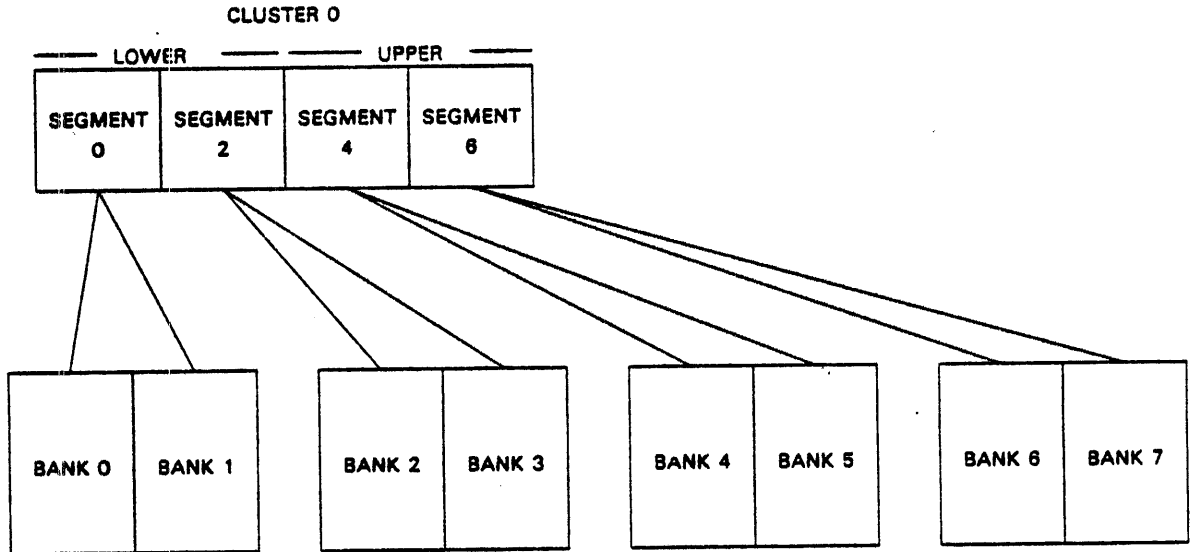 CLUSTER 0
LOWER UPPER
SEGMENT 0 SEGMENT 2 SEGMENT 4 SEGMENT 6
BANK 0 BANK 1 BANK 2 BANK 3 BANK 4 BANK 5 BANK 6 BANK 7